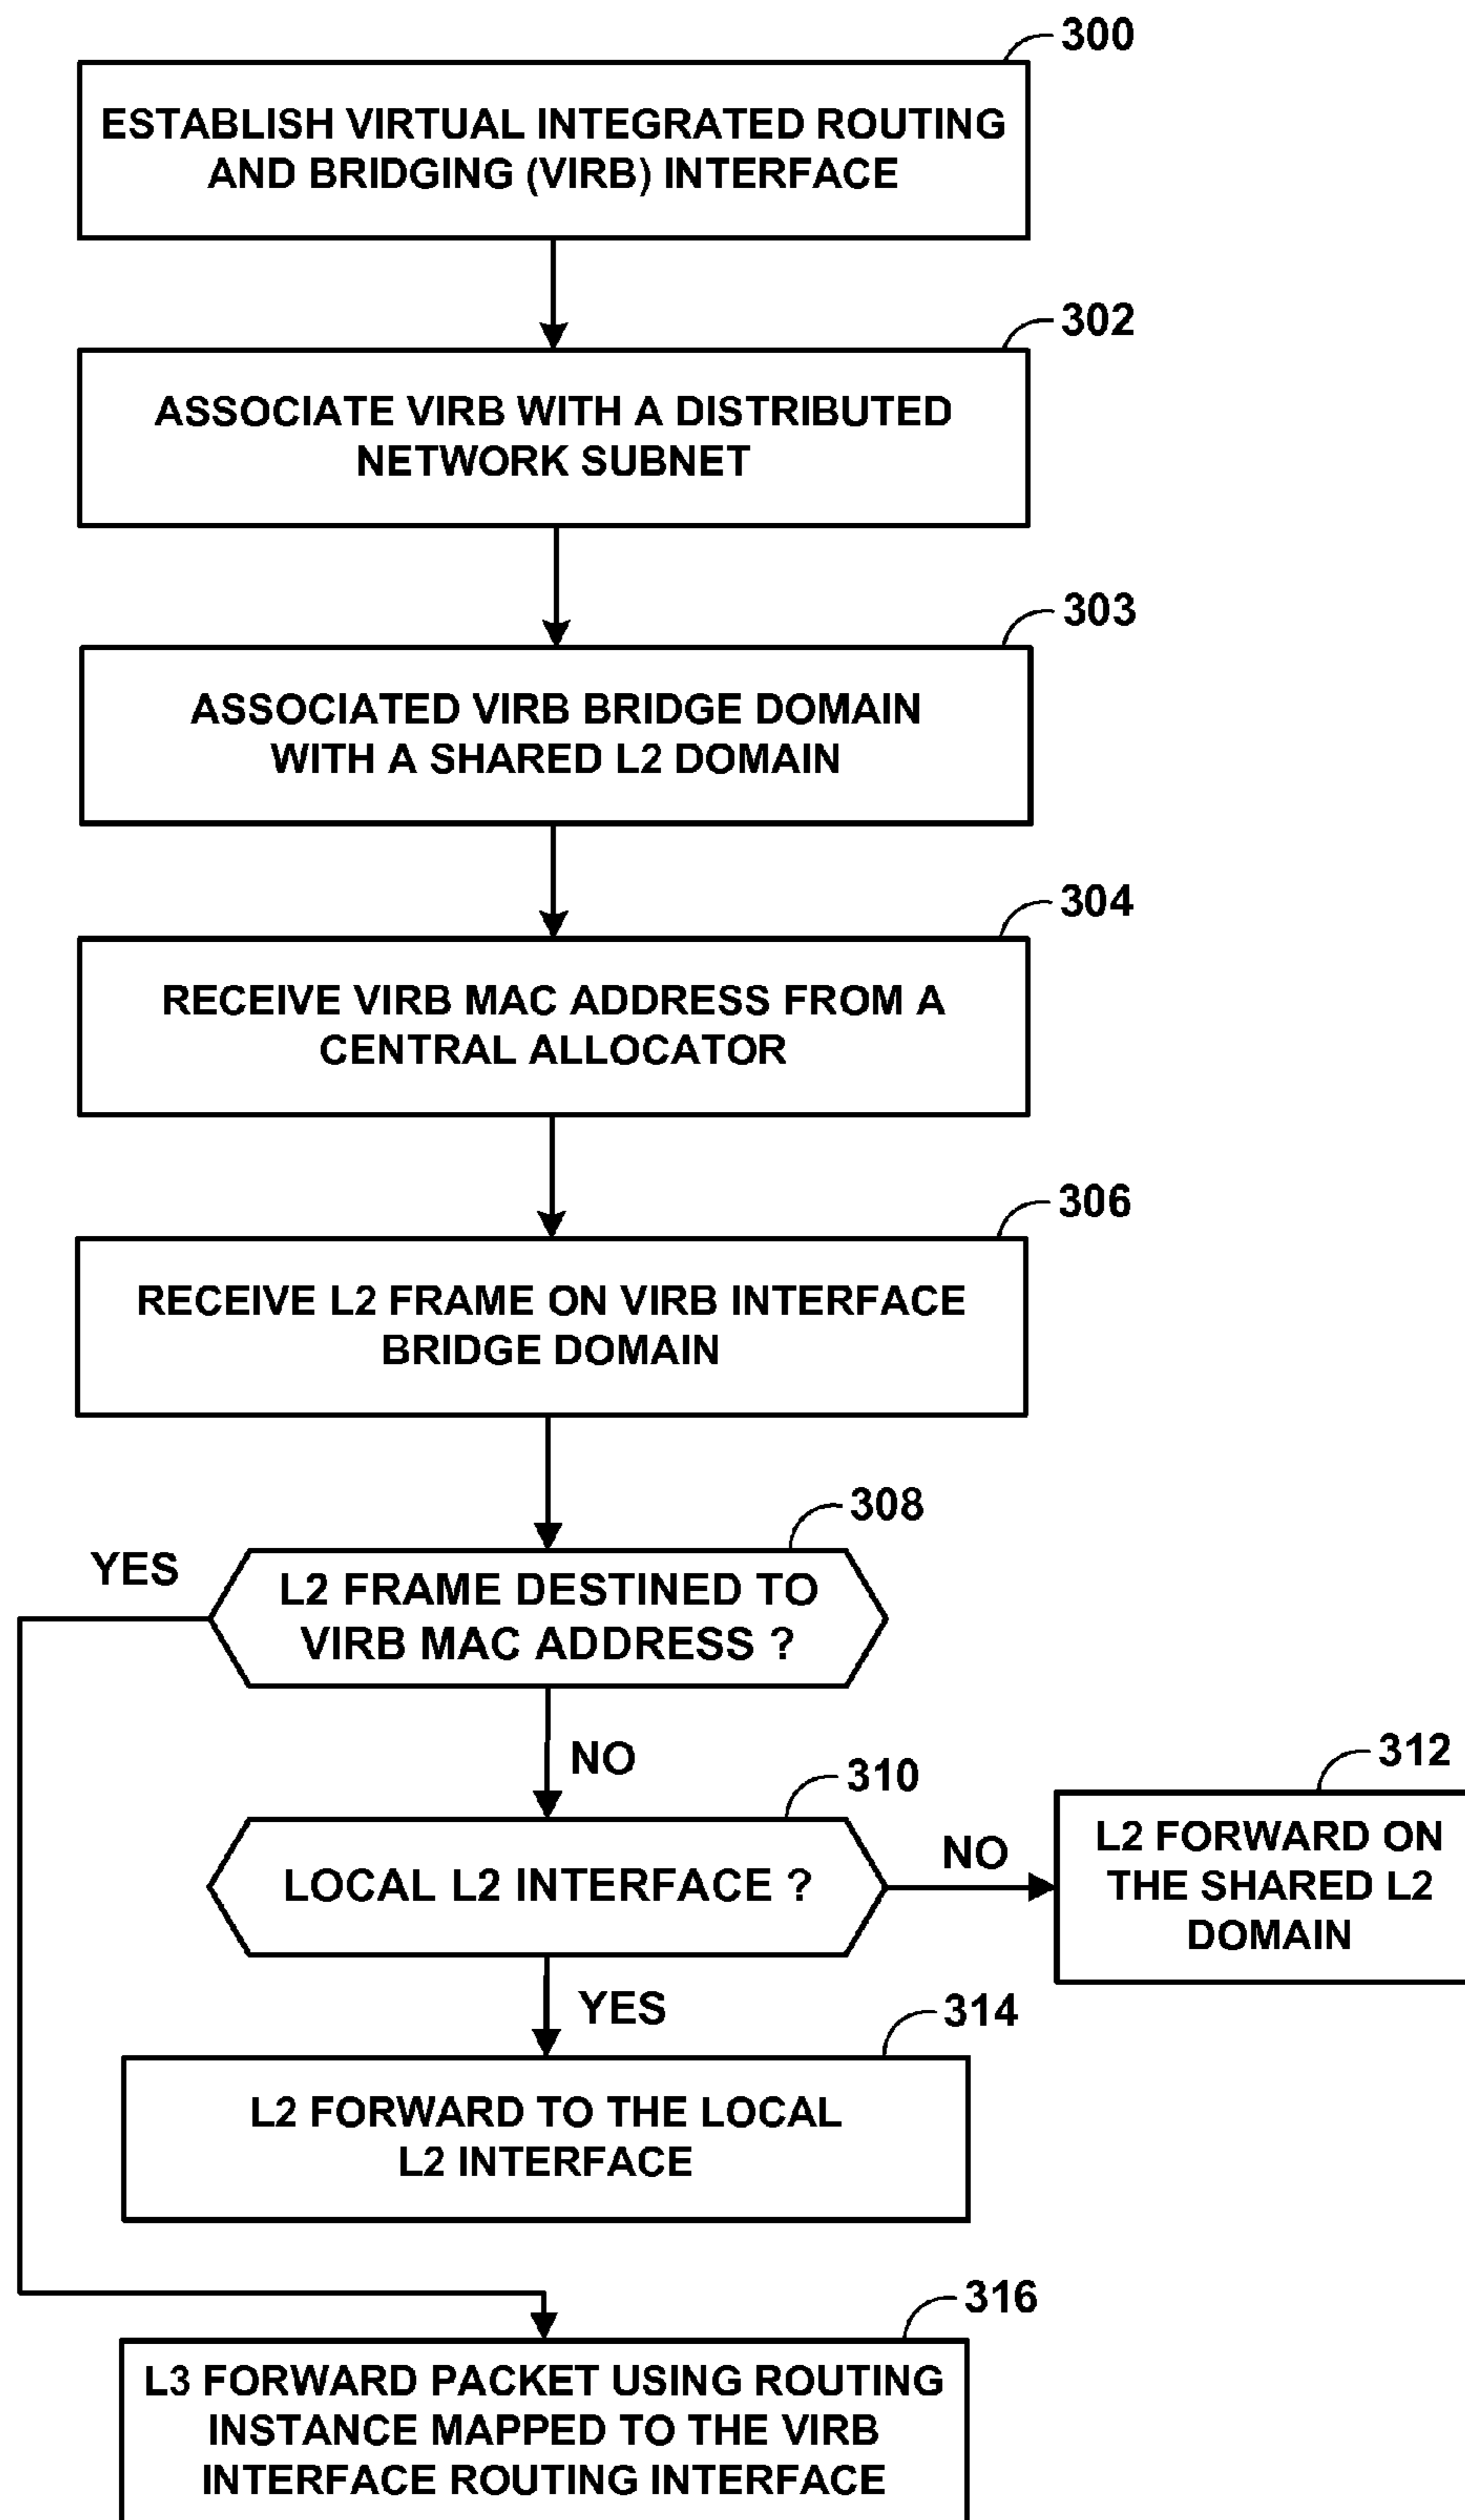 300
ESTABLISH VIRTUAL INTEGRATED ROUTING
AND BRIDGING (VIRB) INTERFACE
302
ASSOCIATE VIRB WITH A DISTRIBUTED
NETWORK SUBNET
303
ASSOCIATED VIRB BRIDGE DOMAIN
WITH A SHARED L2 DOMAIN
304
RECEIVE VIRB MAC ADDRESS FROM A
CENTRAL ALLOCATOR
306
RECEIVE L2 FRAME ON VIRB INTERFACE
BRIDGE DOMAIN
308
YES
L2 FRAME DESTINED TO
VIRB MAC ADDRESS ?
NO
310
LOCAL L2 INTERFACE ?
NO
312
L2 FORWARD ON
THE SHARED L2
DOMAIN
YES
314
L2 FORWARD TO THE LOCAL
L2 INTERFACE
316
L3 FORWARD PACKET USING ROUTING
INSTANCE MAPPED TO THE VIRB
INTERFACE ROUTING INTERFACE